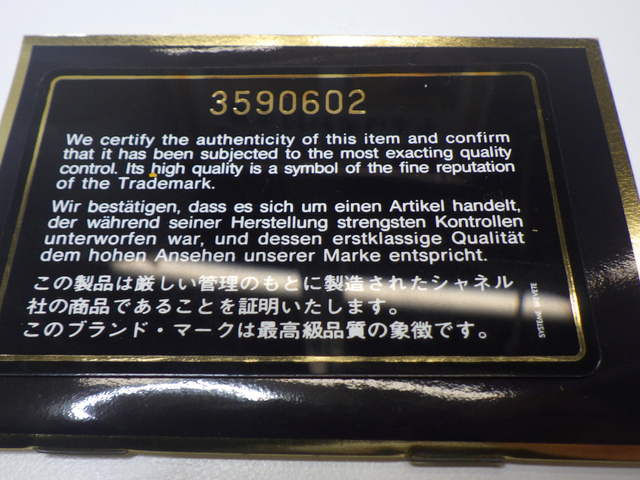 3590602
We certify the authenticity of this item and confirm
that it has been subjected to the most exacting quality
control. Its high quality is a symbol of the fine reputation
of the Trademark.
Wir bestätigen, dass es sich um einen Artikel handelt,
der während seiner Herstellung strengsten Kontrollen
unterworfen war, und dessen erstklassige Qualität
dem hohen Ansehen unserer Marke entspricht.
この製品は厳しい管理のもとに製造されたシャネル
社の商品であることを証明いたします。
このブランド・マークは最高級品質の象徴です。
SYSTEME